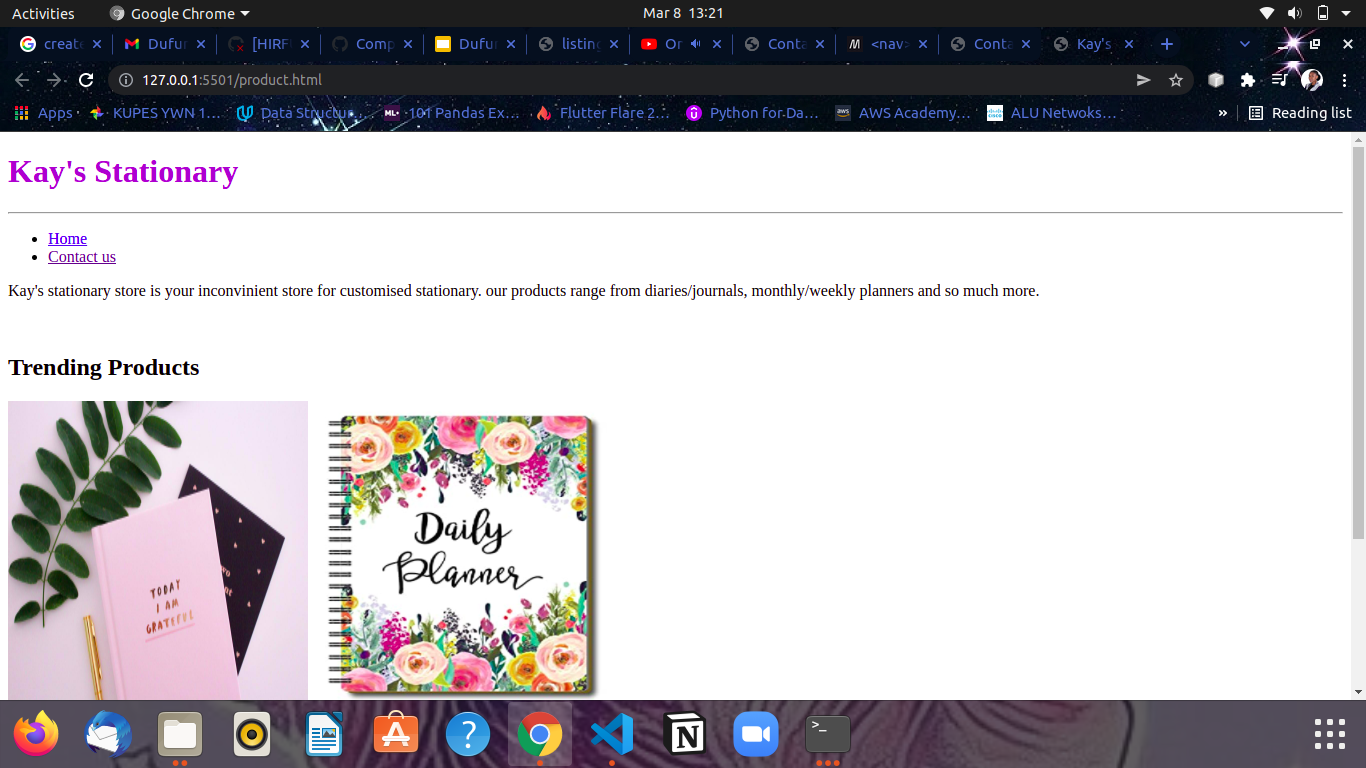 Activities
Google Chrome
Mar 8 13:21
create
Dufu
[HIRF
Comp
Dufu
listing
Or
Conta
<nav>
Conta
Kay's
127.0.0.1:5501/product.html
Apps
KUPES YWN 1…
Data Structur…
101 Pandas Ex…
Flutter Flare 2…
Python for Da…
AWS Academy…
ALU Netwoks…
»
Reading list
Kay's Stationary
Home
Contact us
Kay's stationary store is your inconvinient store for customised stationary. our products range from diaries/journals, monthly/weekly planners and so much more.
Trending Products
TODAY
I AM
GRATEFUL
Daily
Planner